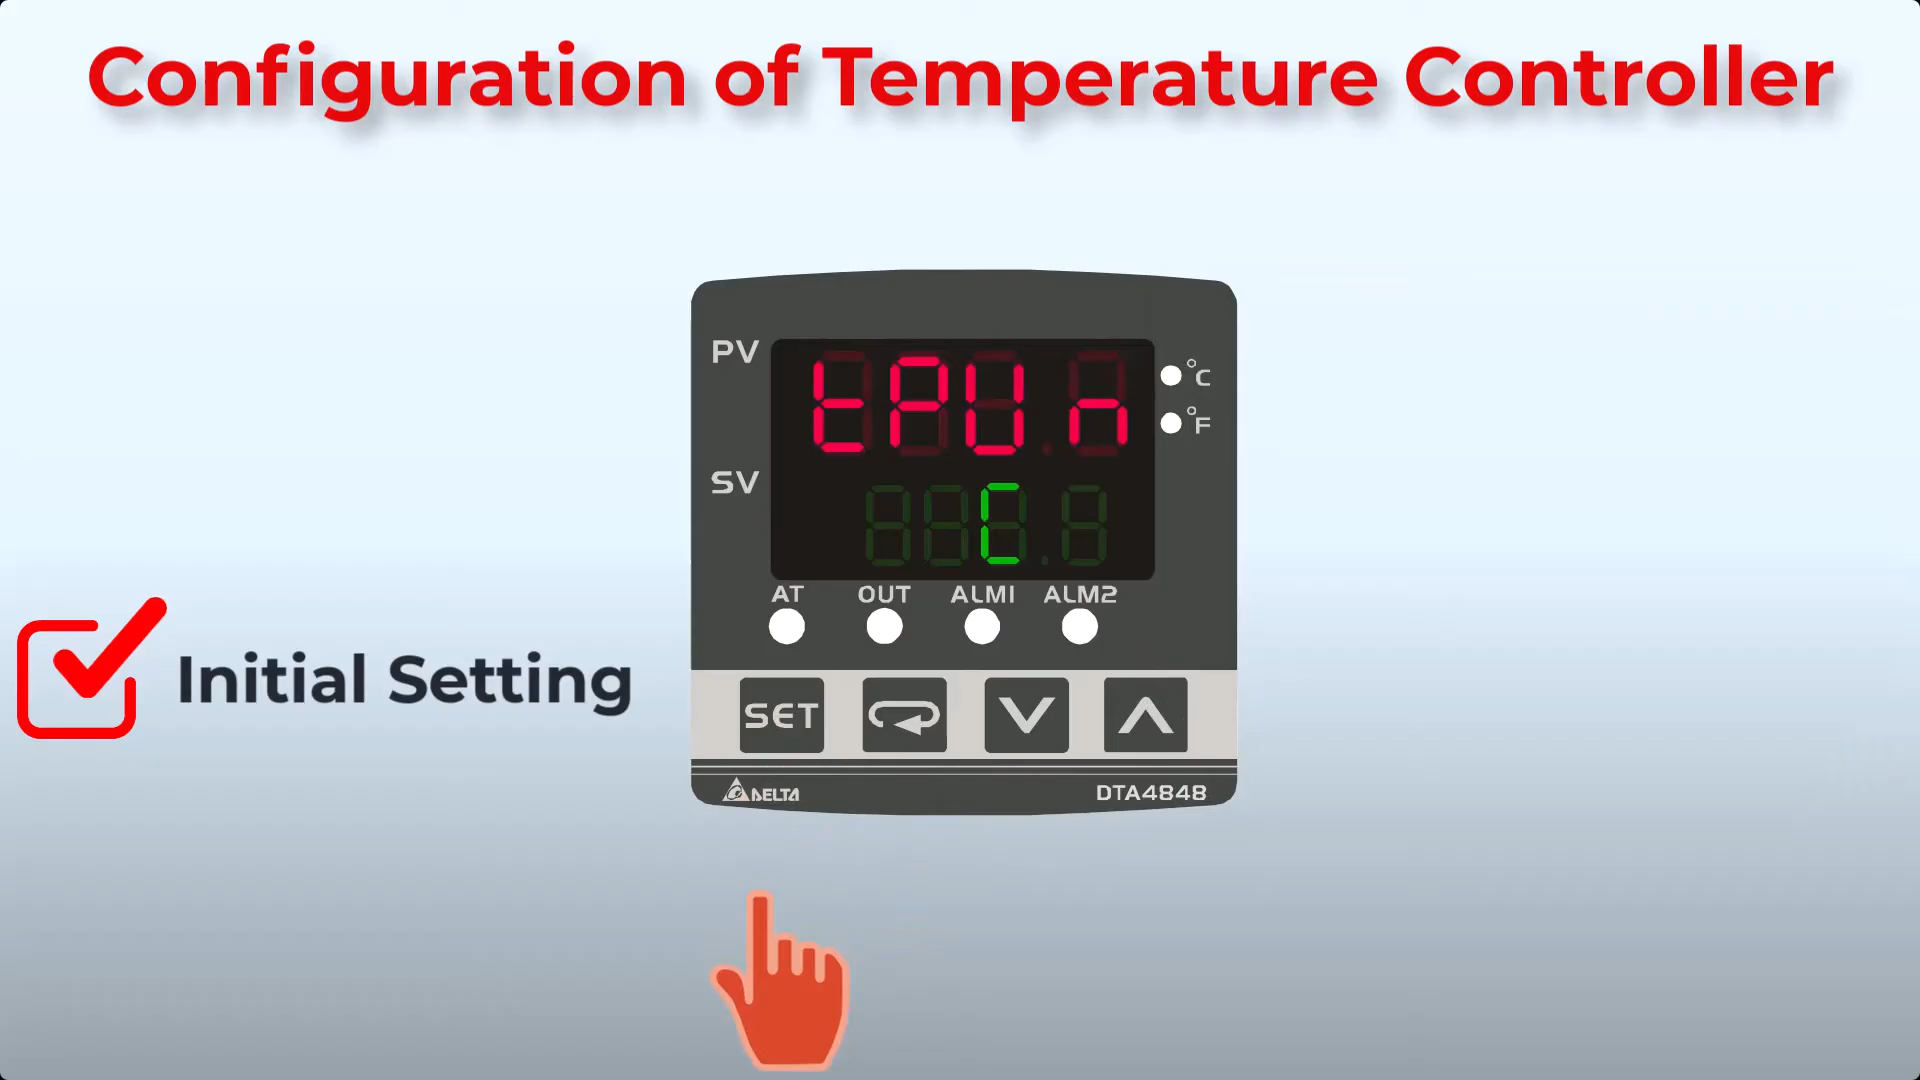 Configuration of Temperature Controller
PV
tPUn
°C
°F
SV
C
AT OUT ALM1 ALM2
Initial Setting
SET
DELTA
DTA4848